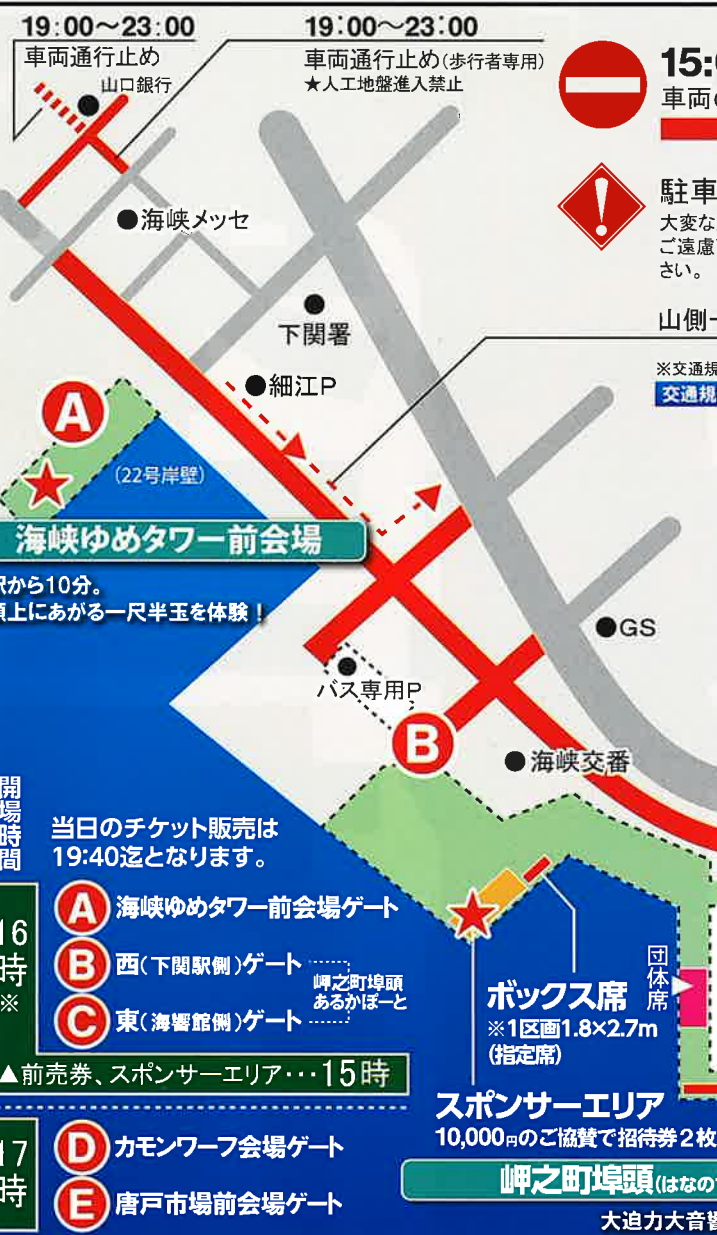 19:00〜23:00
車両通行止め
山口銀行
19:00〜23:00
車両通行止め(歩行者専用)
★人工地盤進入禁止
15:
車両
駐車
大変な
ご遠慮
さい。
山側
※交通規
交通規
●海峡メッセ
下関署
●細江P
A
(22号岸壁)
海峡ゆめタワー前会場
駅から10分。
頭上にあがる一尺半玉を体験!
●GS
バス専用P
B
●海峡交番
開場時間
当日のチケット販売は
19:40迄となります。
16時
※
A 海峡ゆめタワー前会場ゲート
B 西(下関駅側)ゲート
C 東(海響館側)ゲート
岬之町埠頭
あるかぽーと
▲前売券、スポンサーエリア・・・15時
17時
D カモンワーフ会場ゲート
E 唐戸市場前会場ゲート
団体席
ボックス席
※1区画1.8×2.7m
(指定席)
スポンサーエリア
10,000円のご協賛で招待券2枚
岬之町埠頭(はなの
大迫力大音響